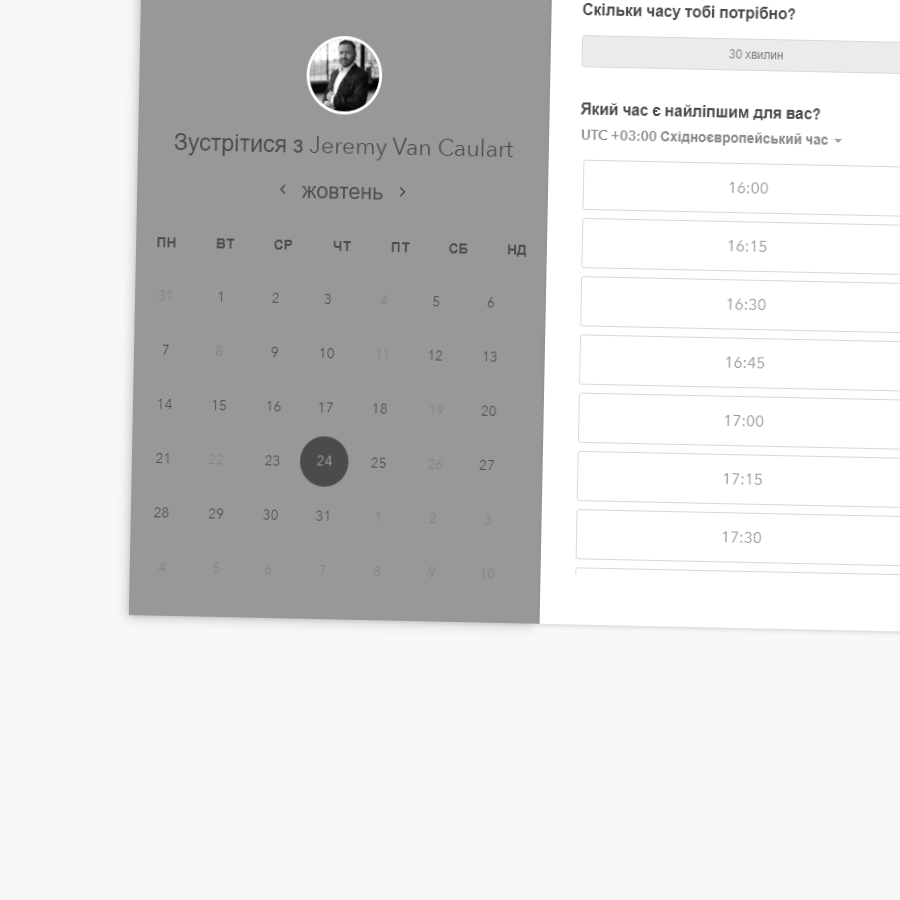 Зустрітися з Jeremy Van Caulart
жовтень
ПН ВТ СР ЧТ ПТ СБ НД
31 1 2 3 4 5 6
7 8 9 10 11 12 13
14 15 16 17 18 19 20
21 22 23 24 25 26 27
28 29 30 31 1 2 3
4 5 6 7 8 9 10
Скільки часу тобі потрібно?
30 хвилин
Який час є найліпшим для вас?
UTC +03:00 Східноєвропейський час
16:00
16:15
16:30
16:45
17:00
17:15
17:30